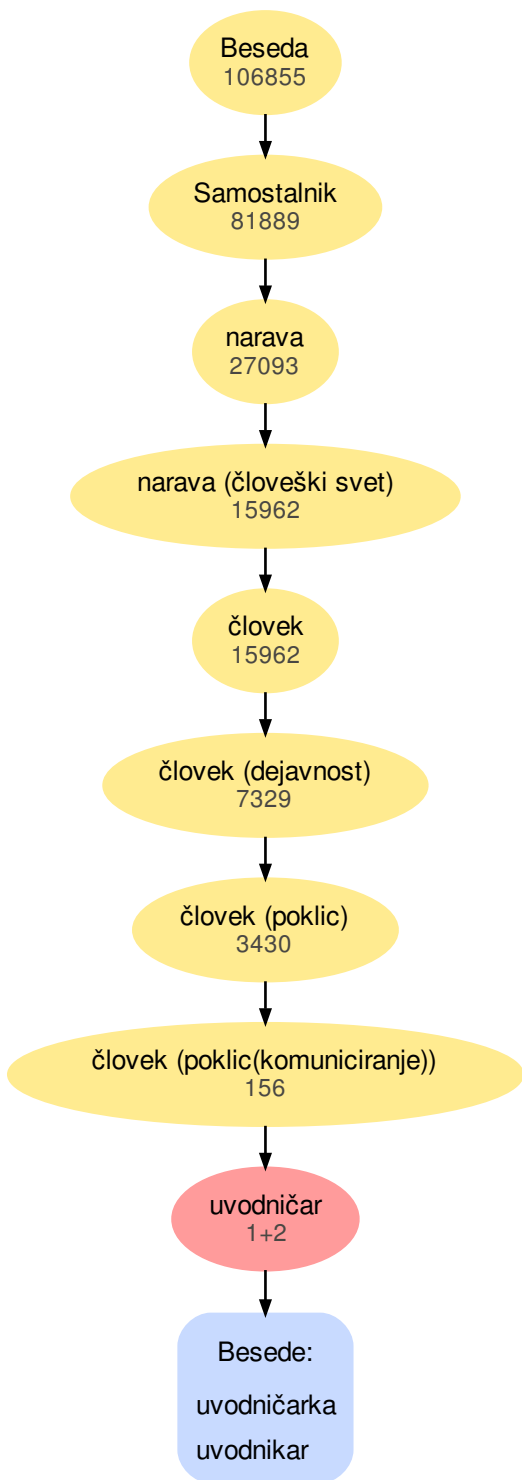 Beseda
106855
Samostalnik
81889
narava
27093
narava (človeški svet)
15962
človek
15962
človek (dejavnost)
7329
človek (poklic)
3430
človek (poklic(komuniciranje))
156
uvodničar
1+2
Besede:
uvodničarka
uvodnikar